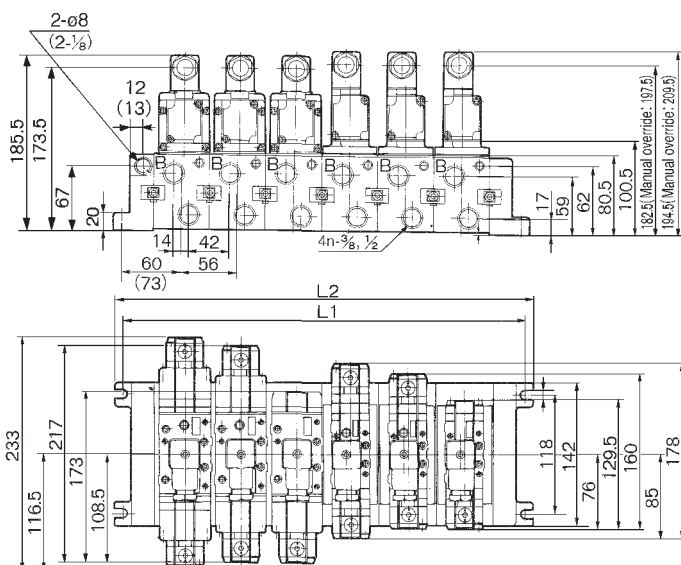 2-ø8
(2-⅛)
12
(13)
185.5
173.5
67
20
B
B
B
B
B
B
14
42
60
(73)
56
4n-⅜, ½
17
59
62
80.5
100.5
182.5(Manual override: 197.5)
194.5(Manual override: 209.5)
L2
L1
233
116.5
217
173
108.5
118
142
76
129.5
160
85
178